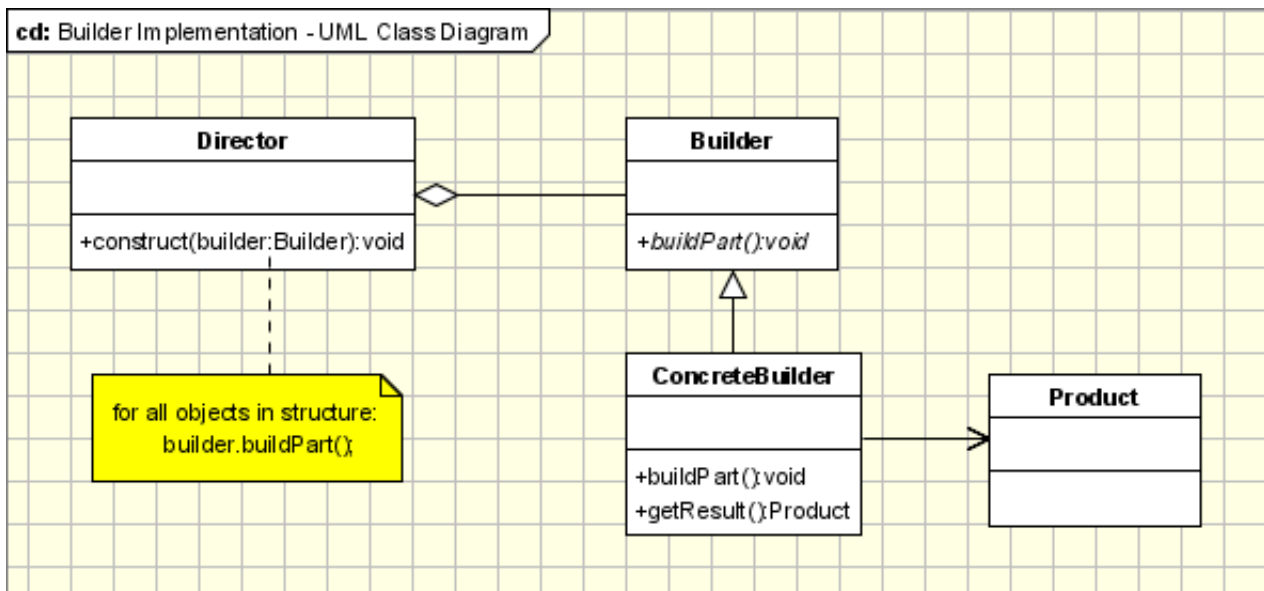 cd: Builder Implementation - UML Class Diagram
Director
+construct(builder:Builder):void
for all objects in structure:
builder.buildPart();
Builder
+buildPart():void
ConcreteBuilder
+buildPart():void
+getResult():Product
Product